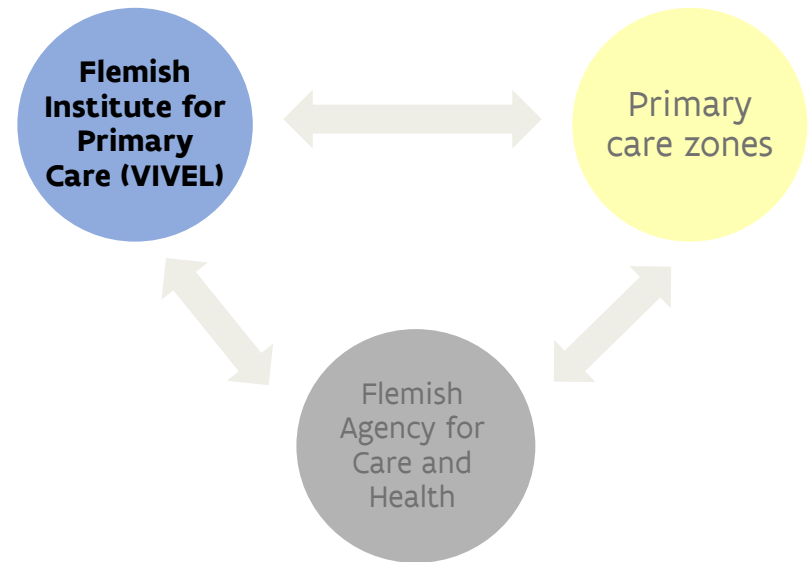 Flemish
Institute for
Primary
Care (VIVEL)
Primary
care zones
Flemish
Agency for
Care and
Health